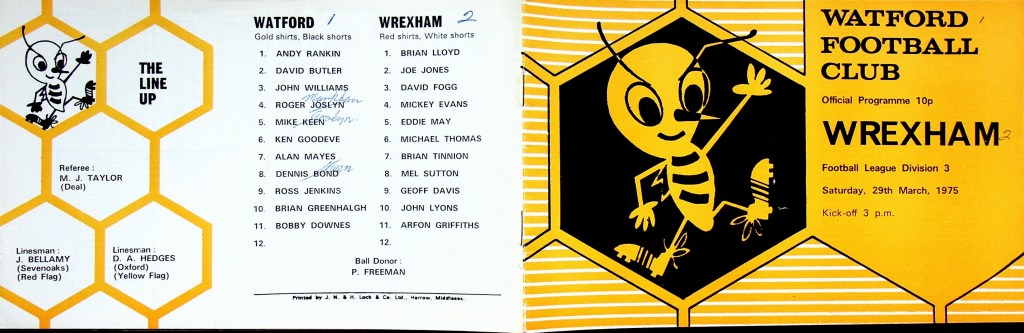 THE
LINE
UP
Referee :
M. J. TAYLOR
(Deal)
Linesman :
J. BELLAMY
(Sevenoaks)
(Red Flag)
Linesman :
D. A. HEDGES
(Oxford)
(Yellow Flag)
WATFORD 1
Gold shirts, Black shorts
1. ANDY RANKIN
2. DAVID BUTLER
3. JOHN WILLIAMS
4. ROGER JOSLYN Markham
5. MIKE KEEN Joslyn
6. KEN GOODEVE
7. ALAN MAYES
8. DENNIS BOND Keen
9. ROSS JENKINS
10. BRIAN GREENHALGH
11. BOBBY DOWNES
12.
WREXHAM 2
Red shirts, White shorts
1. BRIAN LLOYD
2. JOE JONES
3. DAVID FOGG
4. MICKEY EVANS
5. EDDIE MAY
6. MICHAEL THOMAS
7. BRIAN TINNION
8. MEL SUTTON
9. GEOFF DAVIS
10. JOHN LYONS
11. ARFON GRIFFITHS
12.
Ball Donor :
P. FREEMAN
Printed by J. N. & H. Lock & Co. Ltd., Harrow, Middlesex.
WATFORD 1
FOOTBALL
CLUB
Official Programme 10p
WREXHAM 2
Football League Division 3
Saturday, 29th March, 1975
Kick-off 3 p.m.